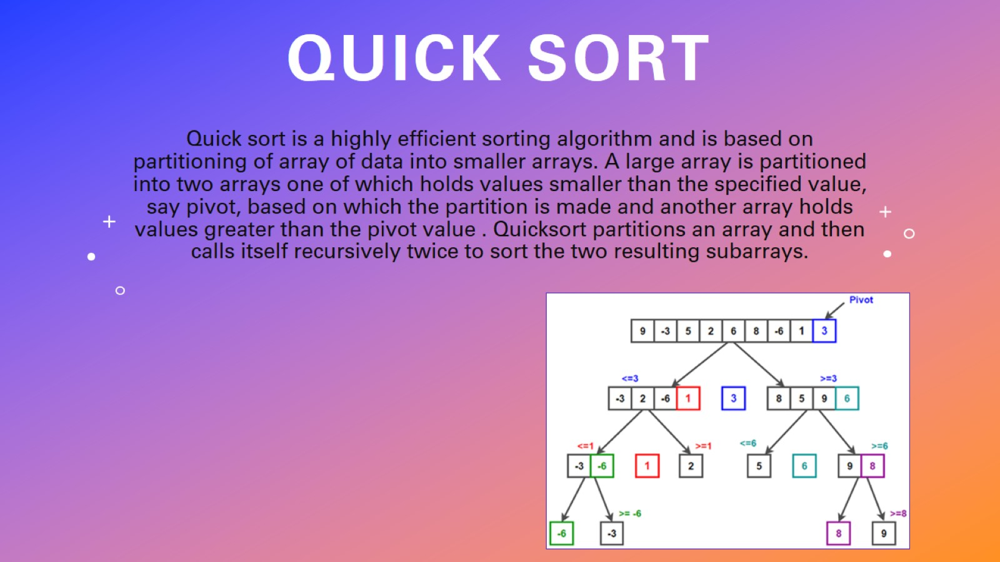 QUICK SORT
Quick sort is a highly efficient sorting algorithm and is based on
partitioning of array of data into smaller arrays. A large array is partitioned
into two arrays one of which holds values smaller than the specified value,
say pivot, based on which the partition is made and another array holds
values greater than the pivot value . Quicksort partitions an array and then
calls itself recursively twice to sort the two resulting subarrays.
Pivot
9 -3 5 2 6 8 -6 1 3
<=3 >=3
-3 2 -6 1 3 8 5 9 6
<=1 >=1 <=6 >=6
-3 -6 1 2 5 6 9 8
>= -6 >=8
-6 -3 8 9